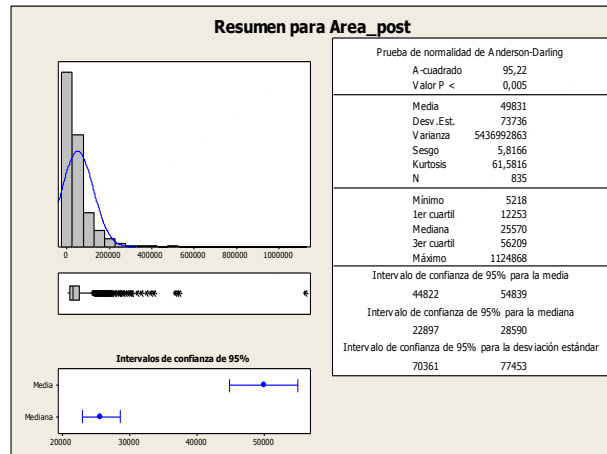 Resumen para Area_post
Prueba de normalidad de Anderson-Darling
A-cuadrado 95,22
Valor P < 0,005
Media 49831
Desv.Est. 73736
Varianza 5436992863
Sesgo 5,8166
Kurtosis 61,5816
N 835
Mínimo 5218
1er cuartil 12253
Mediana 25570
3er cuartil 56209
Máximo 1124868
Intervalo de confianza de 95% para la media
44822 54839
Intervalo de confianza de 95% para la mediana
22897 28590
Intervalo de confianza de 95% para la desviación estándar
70361 77453
0 200000 400000 600000 800000 1000000
Intervalos de confianza de 95%
Media
Mediana
20000 30000 40000 50000